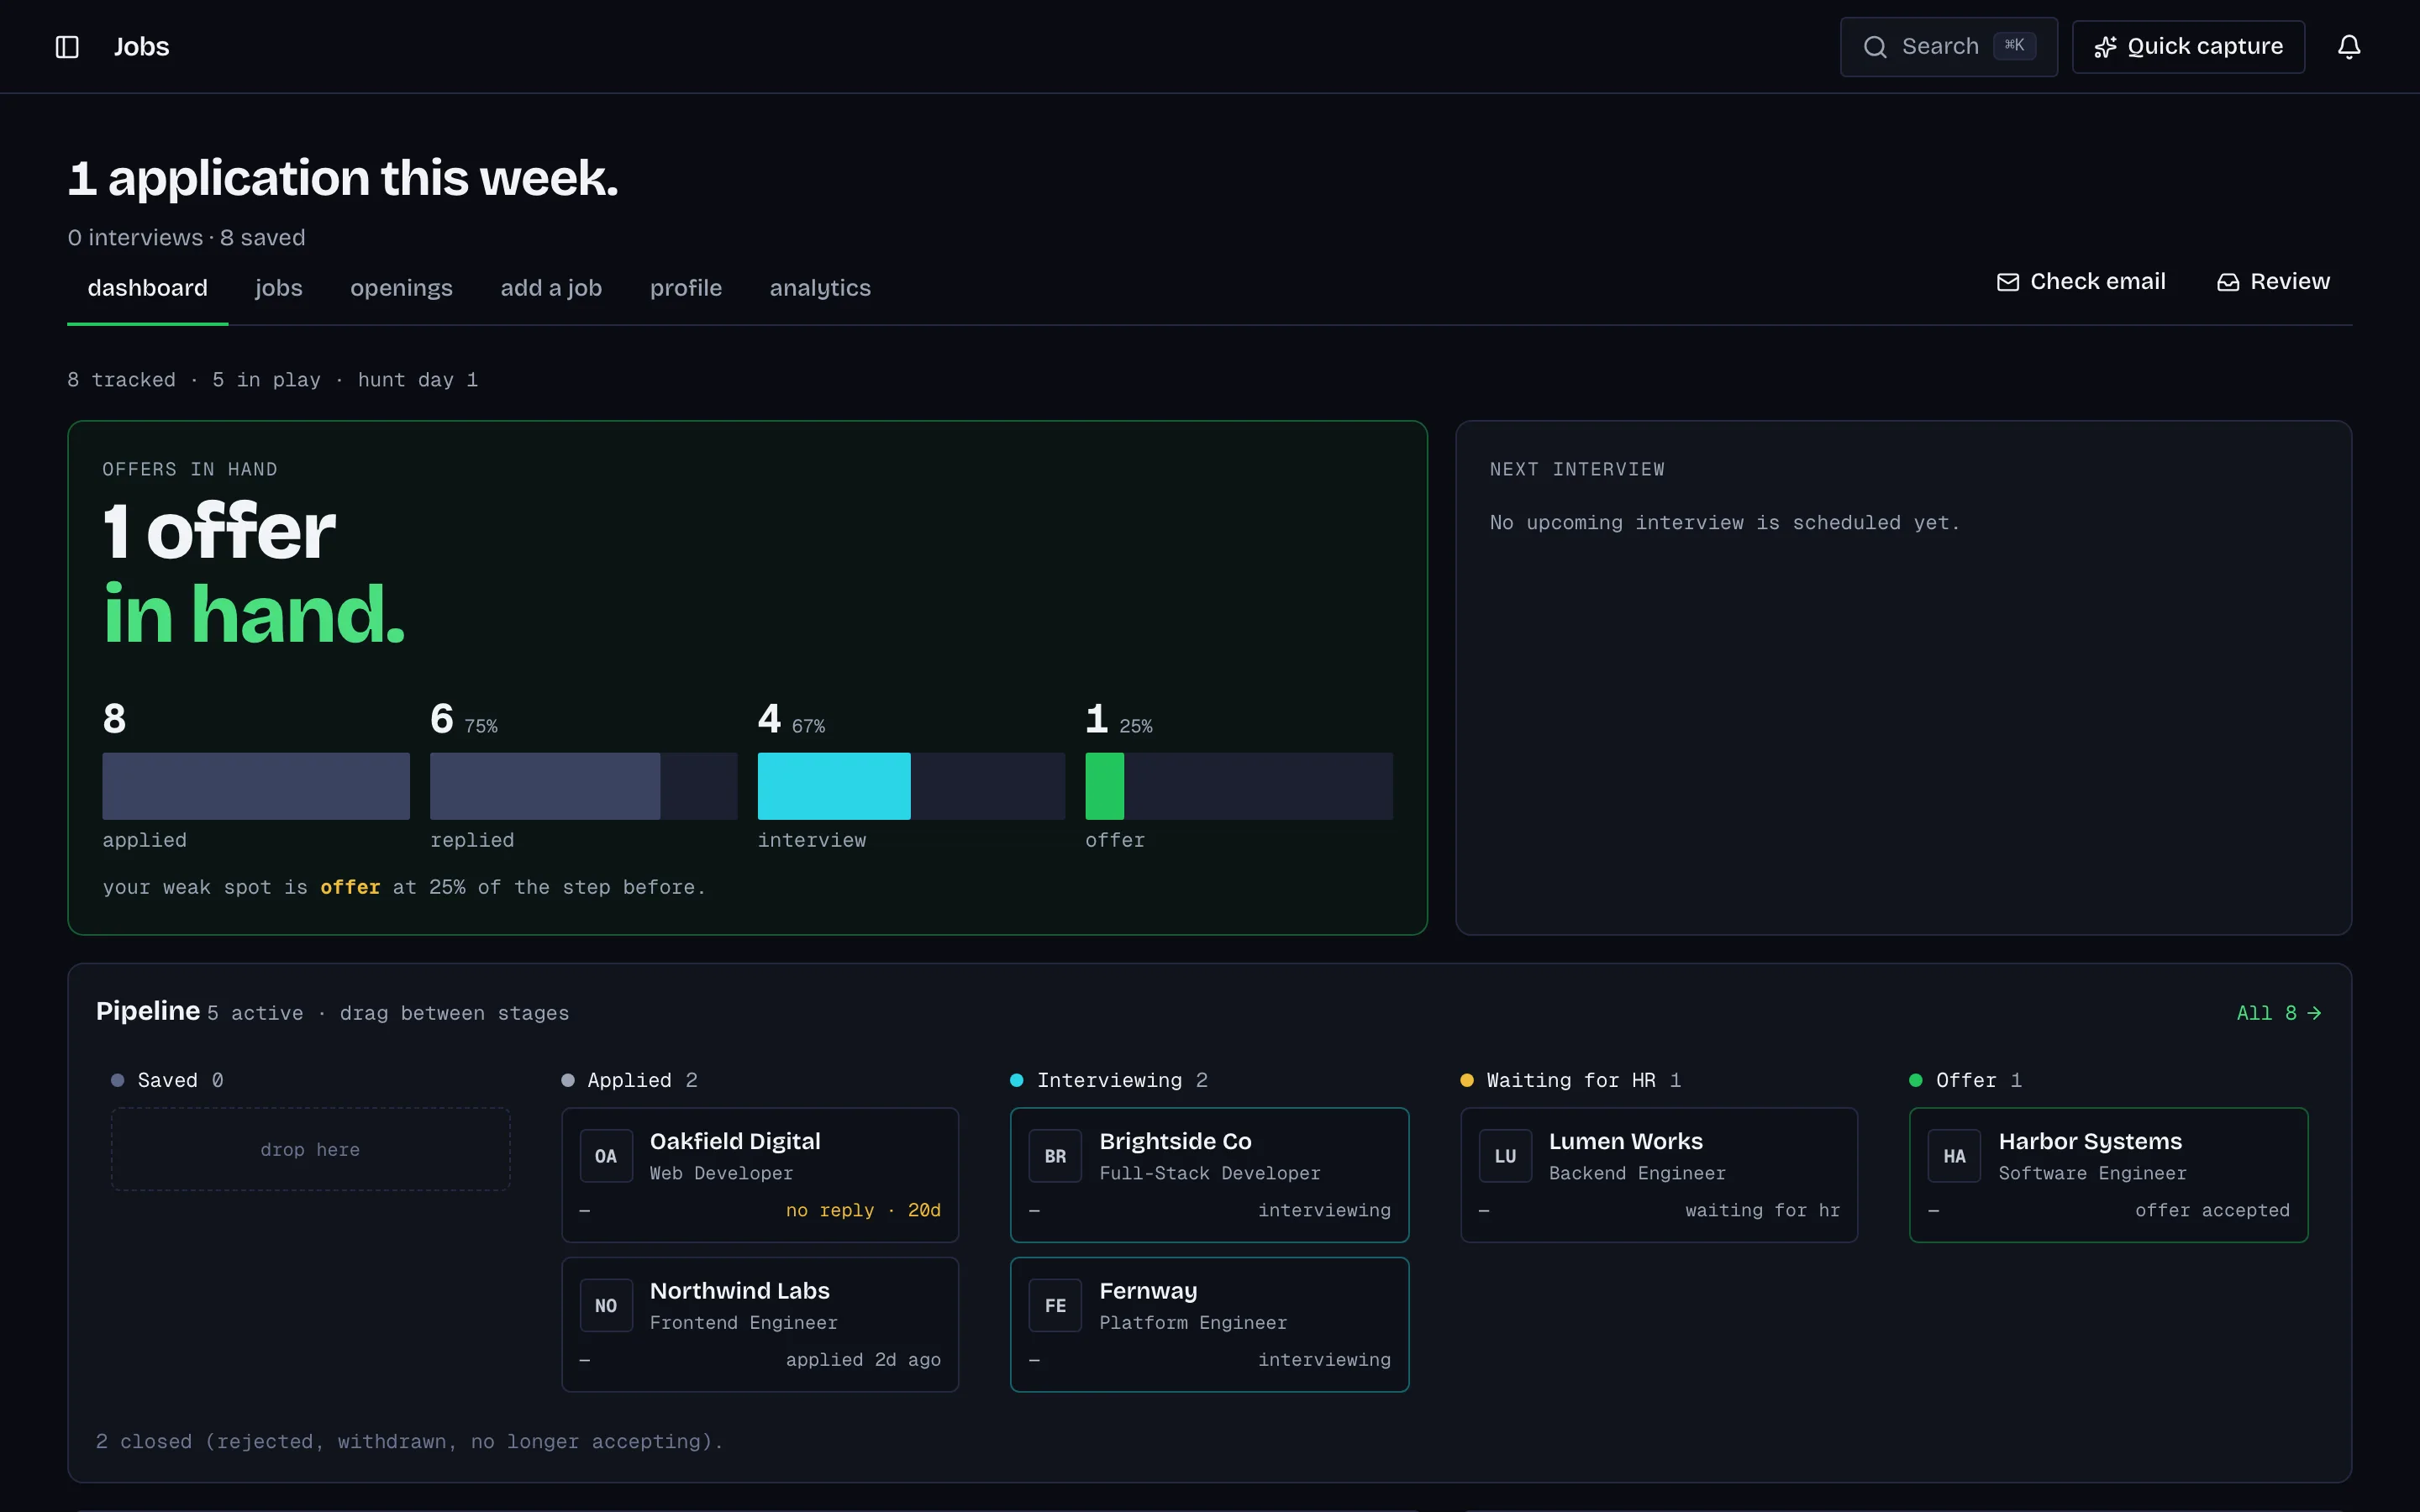 Jobs
Search ⌘K
Quick capture
1 application this week.
0 interviews · 8 saved
dashboard jobs openings add a job profile analytics
Check email Review
8 tracked · 5 in play · hunt day 1
OFFERS IN HAND
1 offer
in hand.
8
6 75%
4 67%
1 25%
applied
replied
interview
offer
your weak spot is offer at 25% of the step before.
NEXT INTERVIEW
No upcoming interview is scheduled yet.
Pipeline 5 active · drag between stages
All 8 →
Saved 0
drop here
Applied 2
OA
Oakfield Digital
Web Developer
— no reply · 20d
NO
Northwind Labs
Frontend Engineer
— applied 2d ago
Interviewing 2
BR
Brightside Co
Full-Stack Developer
— interviewing
FE
Fernway
Platform Engineer
— interviewing
Waiting for HR 1
LU
Lumen Works
Backend Engineer
— waiting for hr
Offer 1
HA
Harbor Systems
Software Engineer
— offer accepted
2 closed (rejected, withdrawn, no longer accepting).